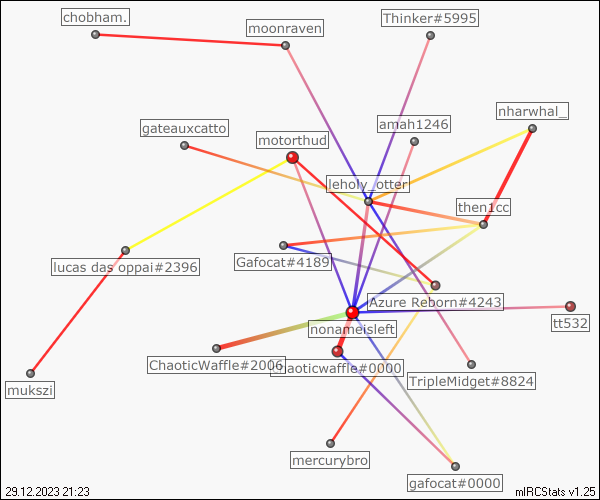 chobham.
moonraven
Thinker#5995
nharwhal_
gateauxcatto
motorthud
amah1246
leholy_otter
then1cc
Gafocat#4189
lucas das oppai#2396
Azure Reborn#4243
nonameisleft
tt532
ChaoticWaffle#2006
haoticwaffle#0000
TripleMidget#8824
mukszi
mercurybro
gafocat#0000
29.12.2023 21:23
mIRCStats v1.25